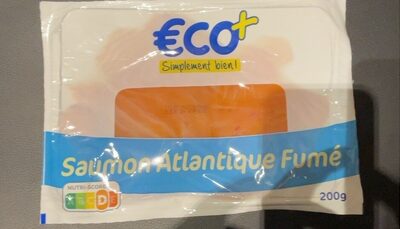 €CO+
Simplement bien!
Saumon Atlantique Fumé
NUTRI-SCORE
D
200g